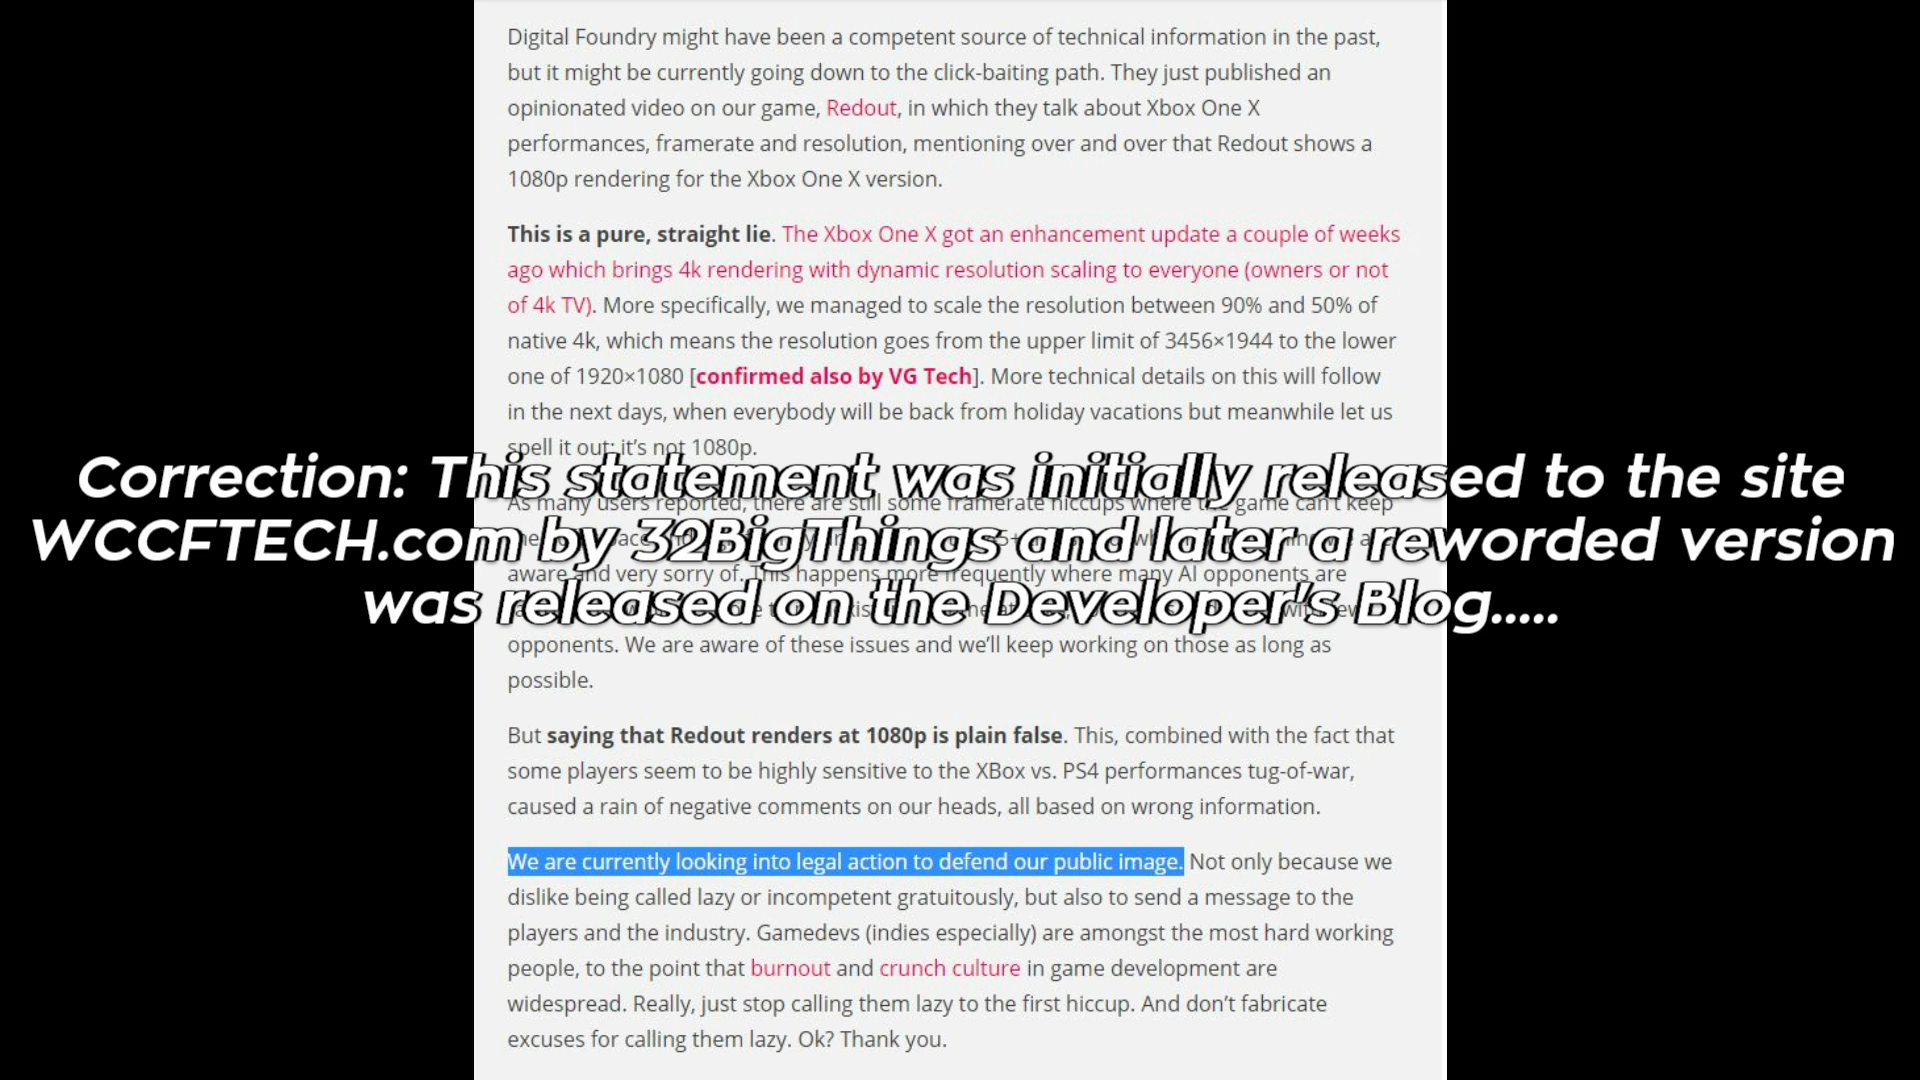 Digital Foundry might have been a competent source of technical information in the past,
but it might be currently going down to the click-baiting path. They just published an
opinionated video on our game, Redout, in which they talk about Xbox One X
performances, framerate and resolution, mentioning over and over that Redout shows a
1080p rendering for the Xbox One X version.
This is a pure, straight lie. The Xbox One X got an enhancement update a couple of weeks
ago which brings 4k rendering with dynamic resolution scaling to everyone (owners or not
of 4k TV). More specifically, we managed to scale the resolution between 90% and 50% of
native 4k, which means the resolution goes from the upper limit of 3456×1944 to the lower
one of 1920×1080 [confirmed also by VG Tech]. More technical details on this will follow
in the next days, when everybody will be back from holiday vacations but meanwhile let us
spell it out: it's not 1080p.
Correction: This statement was initially released to the site
As many users reported, there are still some framerate hiccups where the game can't keep
WCCFTECH.com by 32BigThings and later a reworded version
aware and very sorry of. This happens more frequently where many AI opponents are
was released on the Developer's Blog.....
opponents. We are aware of these issues and we'll keep working on those as long as
possible.
But saying that Redout renders at 1080p is plain false. This, combined with the fact that
some players seem to be highly sensitive to the XBox vs. PS4 performances tug-of-war,
caused a rain of negative comments on our heads, all based on wrong information.
We are currently looking into legal action to defend our public image. Not only because we
dislike being called lazy or incompetent gratuitously, but also to send a message to the
players and the industry. Gamedevs (indies especially) are amongst the most hard working
people, to the point that burnout and crunch culture in game development are
widespread. Really, just stop calling them lazy to the first hiccup. And don't fabricate
excuses for calling them lazy. Ok? Thank you.